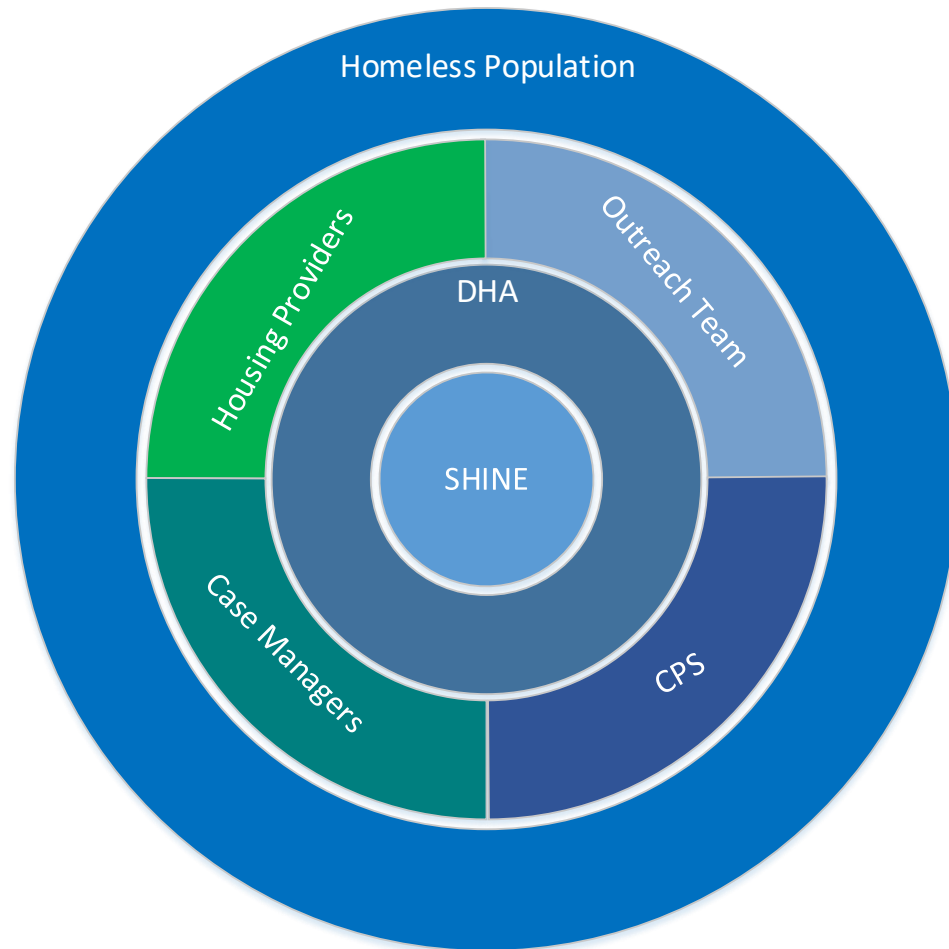 Homeless Population
Housing Providers
Outreach Team
DHA
SHINE
Case Managers
CPS